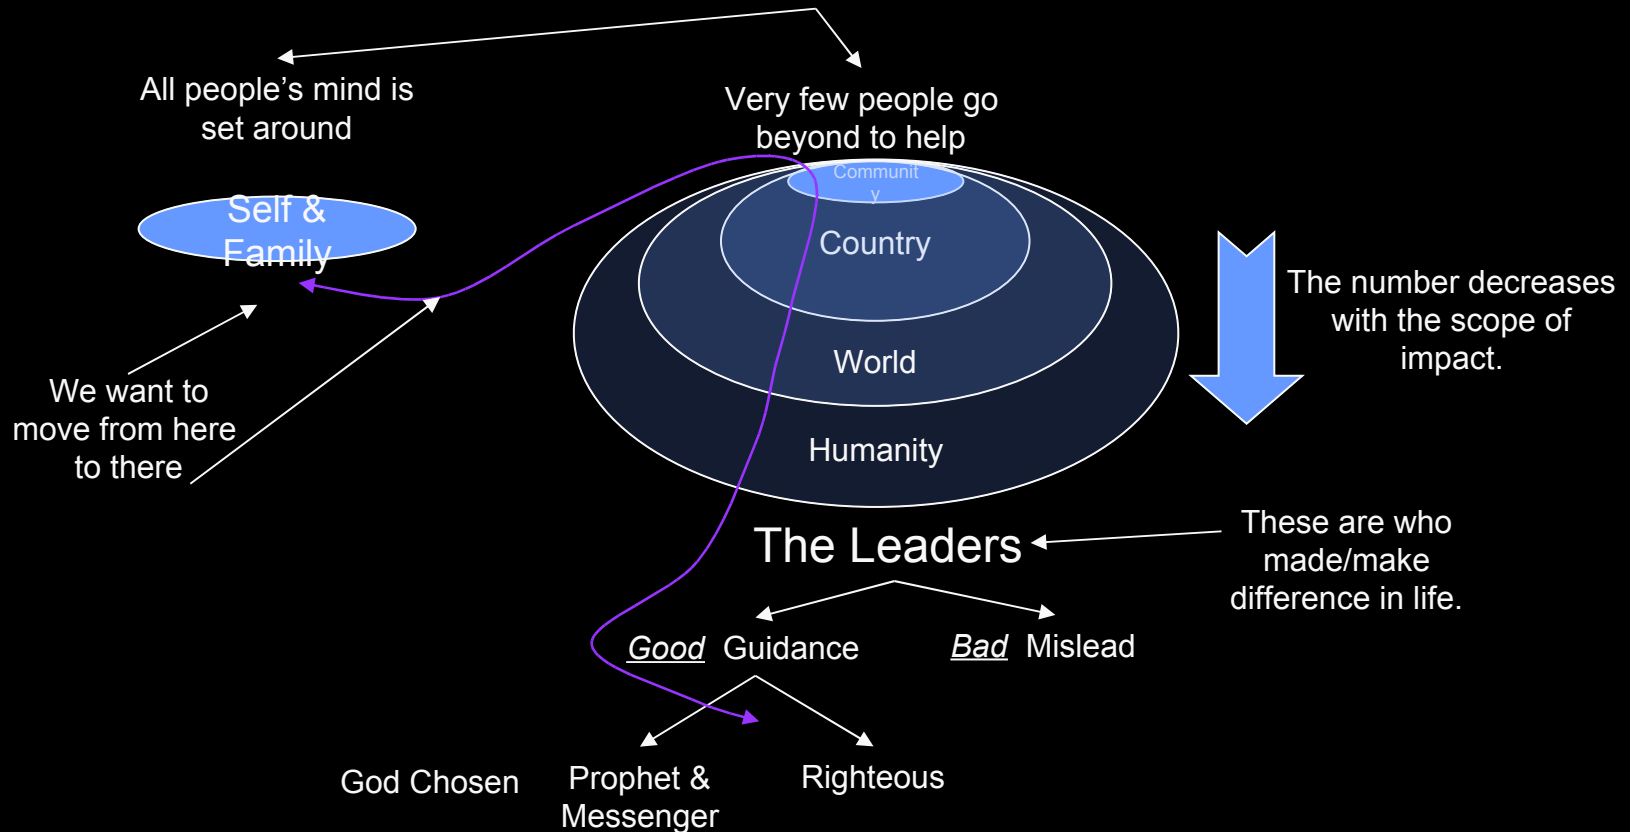 All people’s mind is
set around
Very few people go
beyond to help
Communit
y
Self &
Family
Country
The number decreases
with the scope of
impact.
World
We want to
move from here
to there
Humanity
The Leaders
These are who
made/make
difference in life.
Good Guidance
Bad Mislead
God Chosen
Prophet &
Messenger
Righteous